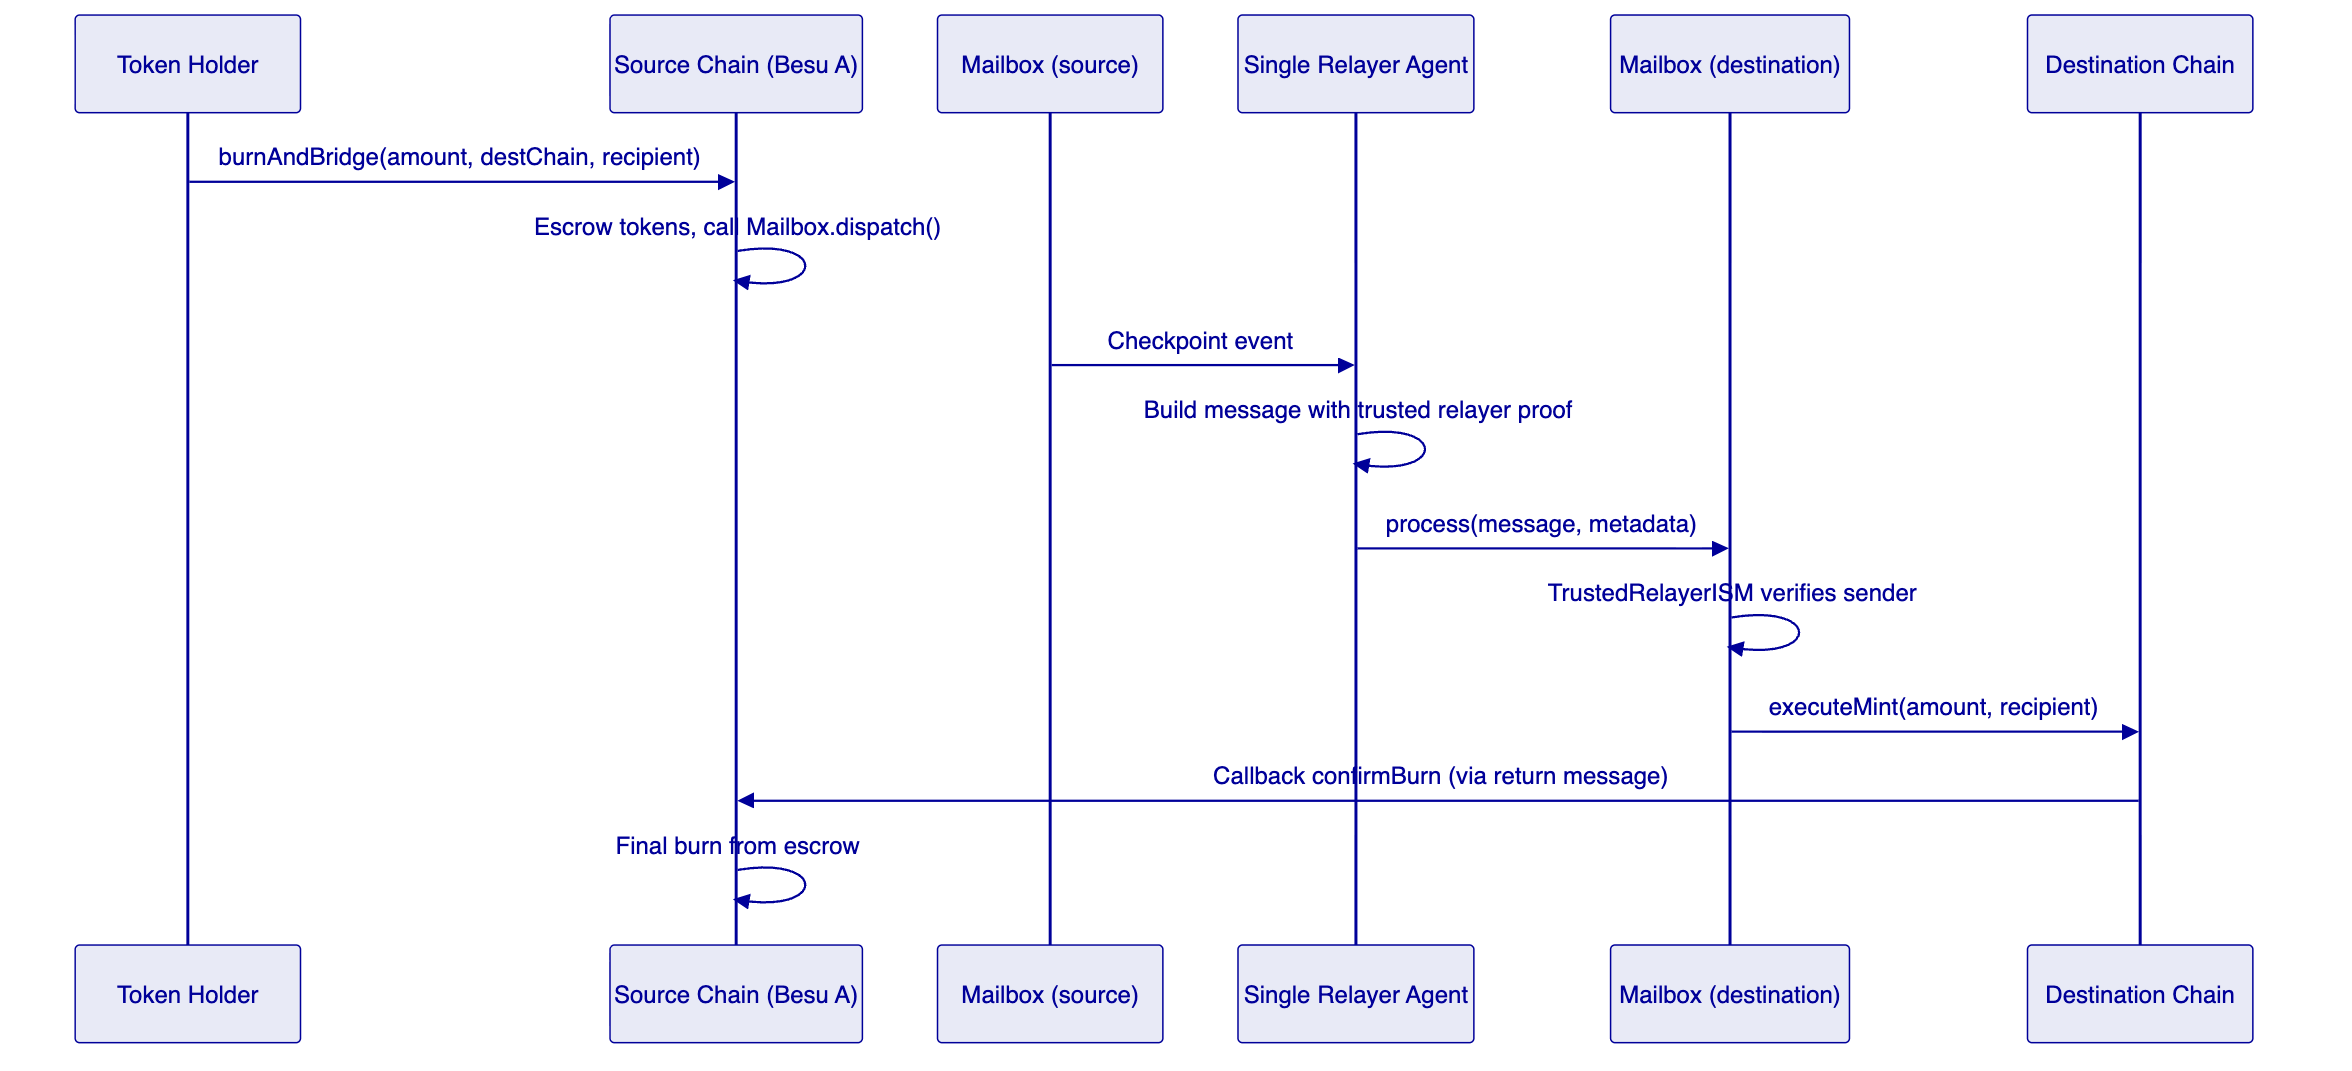 Token Holder
Source Chain (Besu A)
Mailbox (source)
Single Relayer Agent
Mailbox (destination)
Destination Chain
burnAndBridge(amount, destChain, recipient)
Escrow tokens, call Mailbox.dispatch()
Checkpoint event
Build message with trusted relayer proof
process(message, metadata)
TrustedRelayerISM verifies sender
executeMint(amount, recipient)
Callback confirmBurn (via return message)
Final burn from escrow
Token Holder
Source Chain (Besu A)
Mailbox (source)
Single Relayer Agent
Mailbox (destination)
Destination Chain